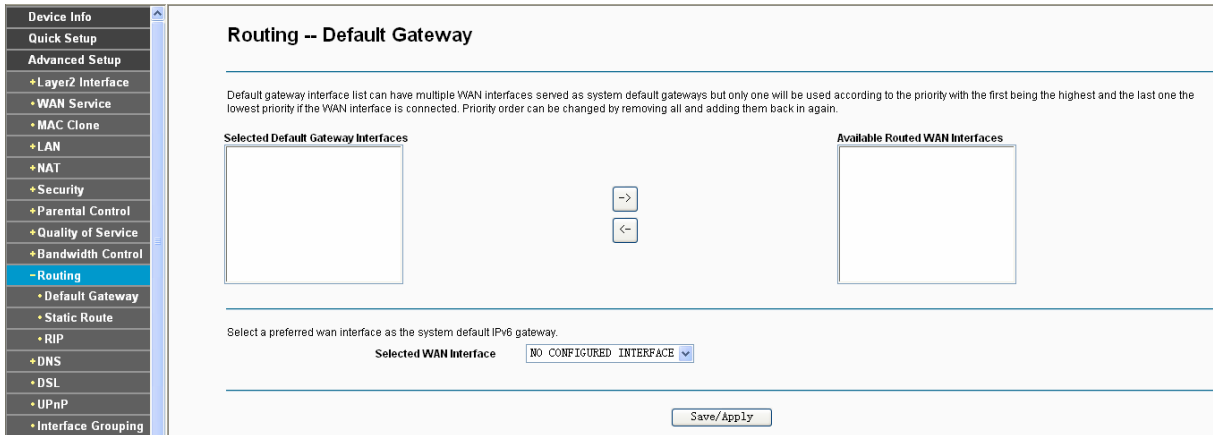 Device Info
Quick Setup
Advanced Setup
+Layer2 Interface
•WAN Service
•MAC Clone
+LAN
+NAT
+Security
+Parental Control
+Quality of Service
+Bandwidth Control
−Routing
•Default Gateway
•Static Route
•RIP
+DNS
•DSL
•UPnP
•Interface Grouping
Routing -- Default Gateway
Default gateway interface list can have multiple WAN interfaces served as system default gateways but only one will be used according to the priority with the first being the highest and the last one the
lowest priority if the WAN interface is connected. Priority order can be changed by removing all and adding them back in again.
Selected Default Gateway Interfaces
Available Routed WAN Interfaces
->
<-
Select a preferred wan interface as the system default IPv6 gateway.
Selected WAN Interface NO CONFIGURED INTERFACE
Save/Apply